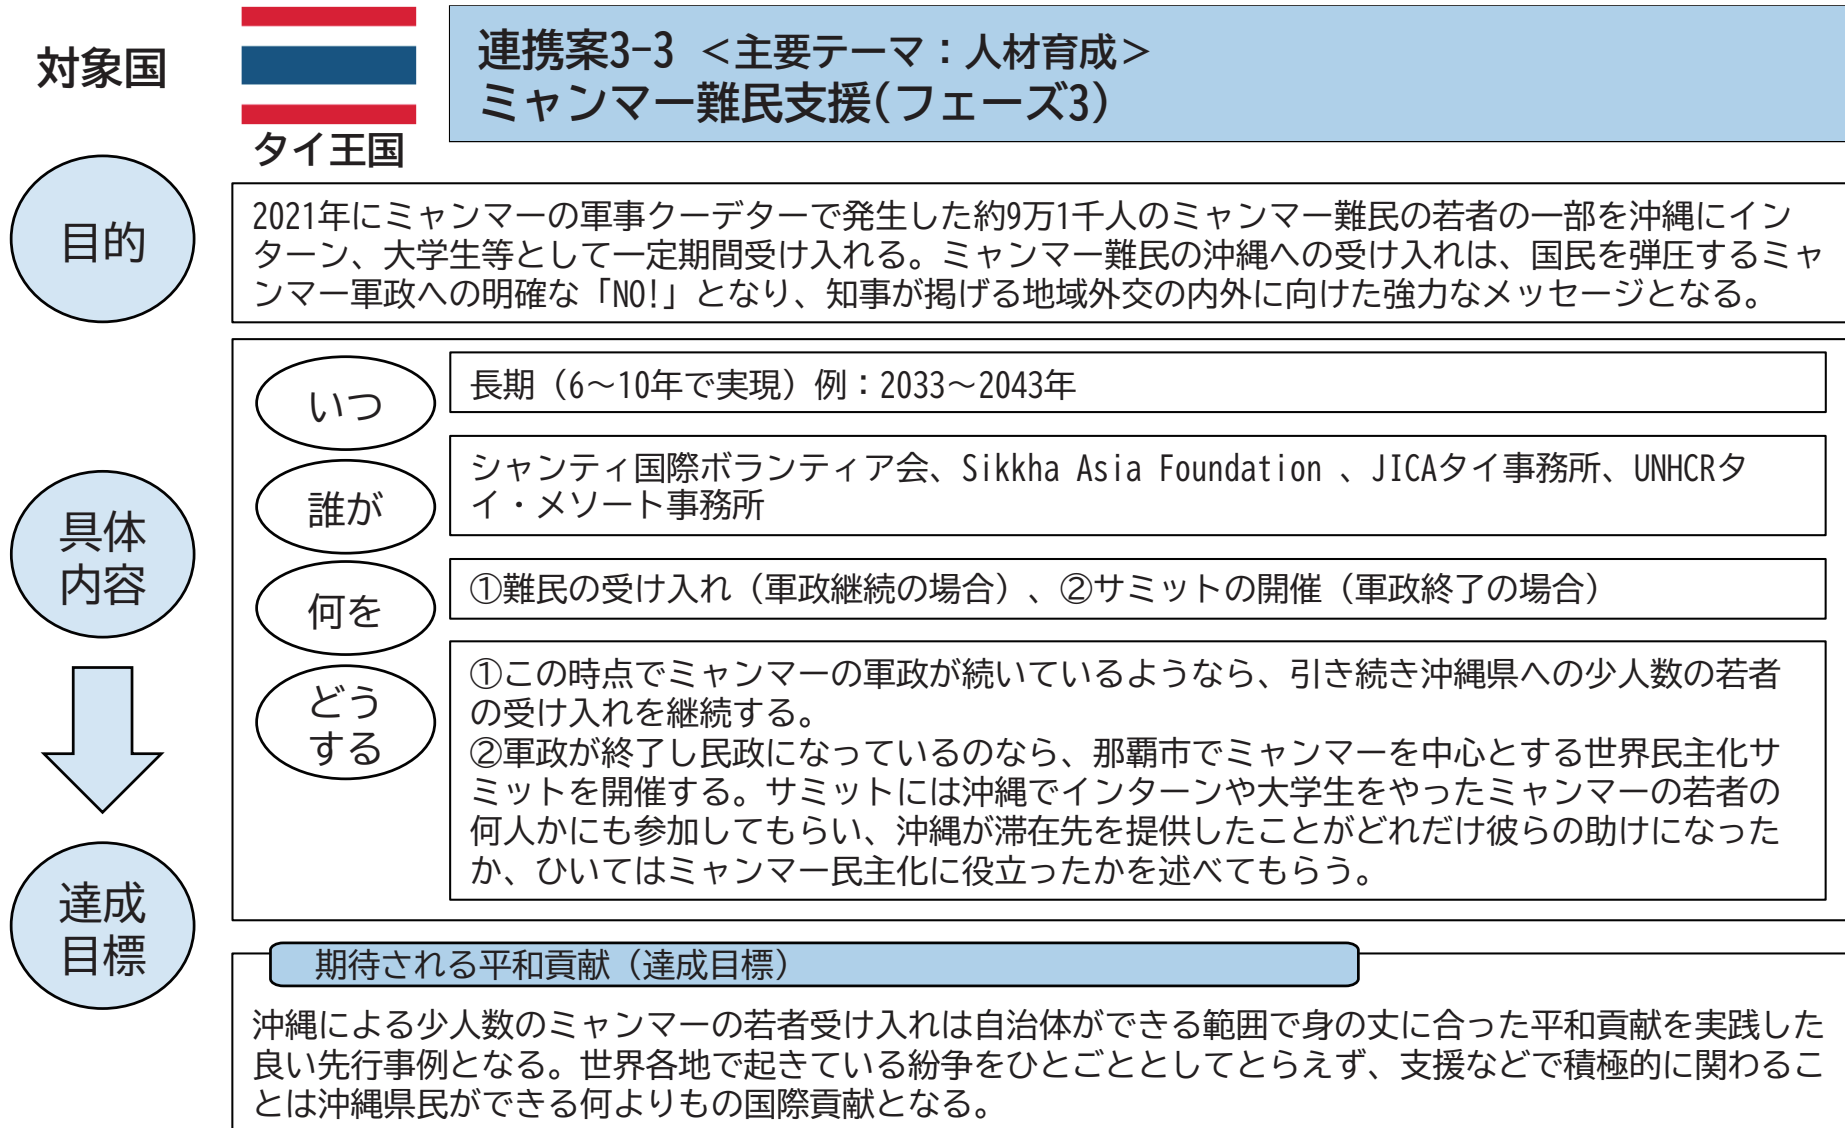 対象国
タイ王国
連携案3-3 <主要テーマ：人材育成>
ミャンマー難民支援(フェーズ3)
目的
2021年にミャンマーの軍事クーデターで発生した約9万1千人のミャンマー難民の若者の一部を沖縄にイン
ターン、大学生等として一定期間受け入れる。ミャンマー難民の沖縄への受け入れは、国民を弾圧するミャ
ンマー軍政への明確な「NO!」となり、知事が掲げる地域外交の内外に向けた強力なメッセージとなる。
具体
内容
いつ
長期（6～10年で実現）例：2033～2043年
誰が
シャンティ国際ボランティア会、Sikkha Asia Foundation 、JICAタイ事務所、UNHCRタ
イ・メソート事務所
何を
①難民の受け入れ（軍政継続の場合）、②サミットの開催（軍政終了の場合）
どう
する
①この時点でミャンマーの軍政が続いているようなら、引き続き沖縄県への少人数の若者
の受け入れを継続する。
②軍政が終了し民政になっているのなら、那覇市でミャンマーを中心とする世界民主化サ
ミットを開催する。サミットには沖縄でインターンや大学生をやったミャンマーの若者の
何人かにも参加してもらい、沖縄が滞在先を提供したことがどれだけ彼らの助けになった
か、ひいてはミャンマー民主化に役立ったかを述べてもらう。
達成
目標
期待される平和貢献（達成目標）
沖縄による少人数のミャンマーの若者受け入れは自治体ができる範囲で身の丈に合った平和貢献を実践した
良い先行事例となる。世界各地で起きている紛争をひとごととしてとらえず、支援などで積極的に関わるこ
とは沖縄県民ができる何よりもの国際貢献となる。